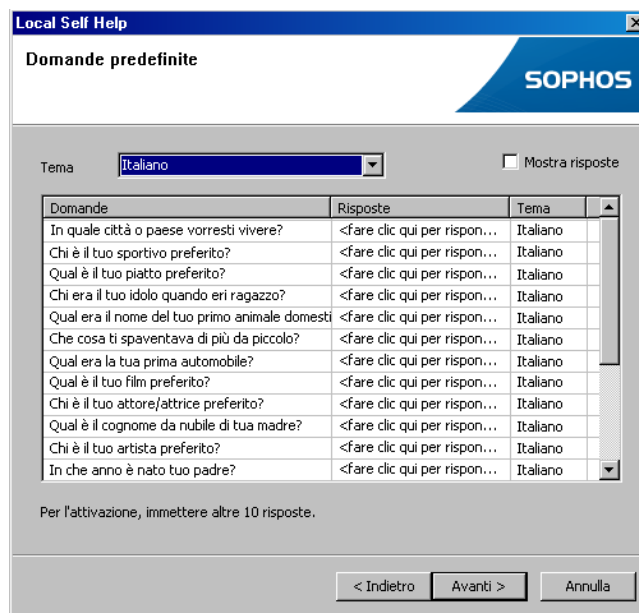 Local Self Help
Domande predefinite
SOPHOS
Tema Italiano Mostra risposte
Domande Risposte Tema
In quale città o paese vorresti vivere? <fare clic qui per rispon... Italiano
Chi è il tuo sportivo preferito? <fare clic qui per rispon... Italiano
Qual è il tuo piatto preferito? <fare clic qui per rispon... Italiano
Chi era il tuo idolo quando eri ragazzo? <fare clic qui per rispon... Italiano
Qual era il nome del tuo primo animale domesti <fare clic qui per rispon... Italiano
Che cosa ti spaventava di più da piccolo? <fare clic qui per rispon... Italiano
Qual era la tua prima automobile? <fare clic qui per rispon... Italiano
Qual è il tuo film preferito? <fare clic qui per rispon... Italiano
Chi è il tuo attore/attrice preferito? <fare clic qui per rispon... Italiano
Qual è il cognome da nubile di tua madre? <fare clic qui per rispon... Italiano
Chi è il tuo artista preferito? <fare clic qui per rispon... Italiano
In che anno è nato tuo padre? <fare clic qui per rispon... Italiano
Per l'attivazione, immettere altre 10 risposte.
< Indietro Avanti > Annulla